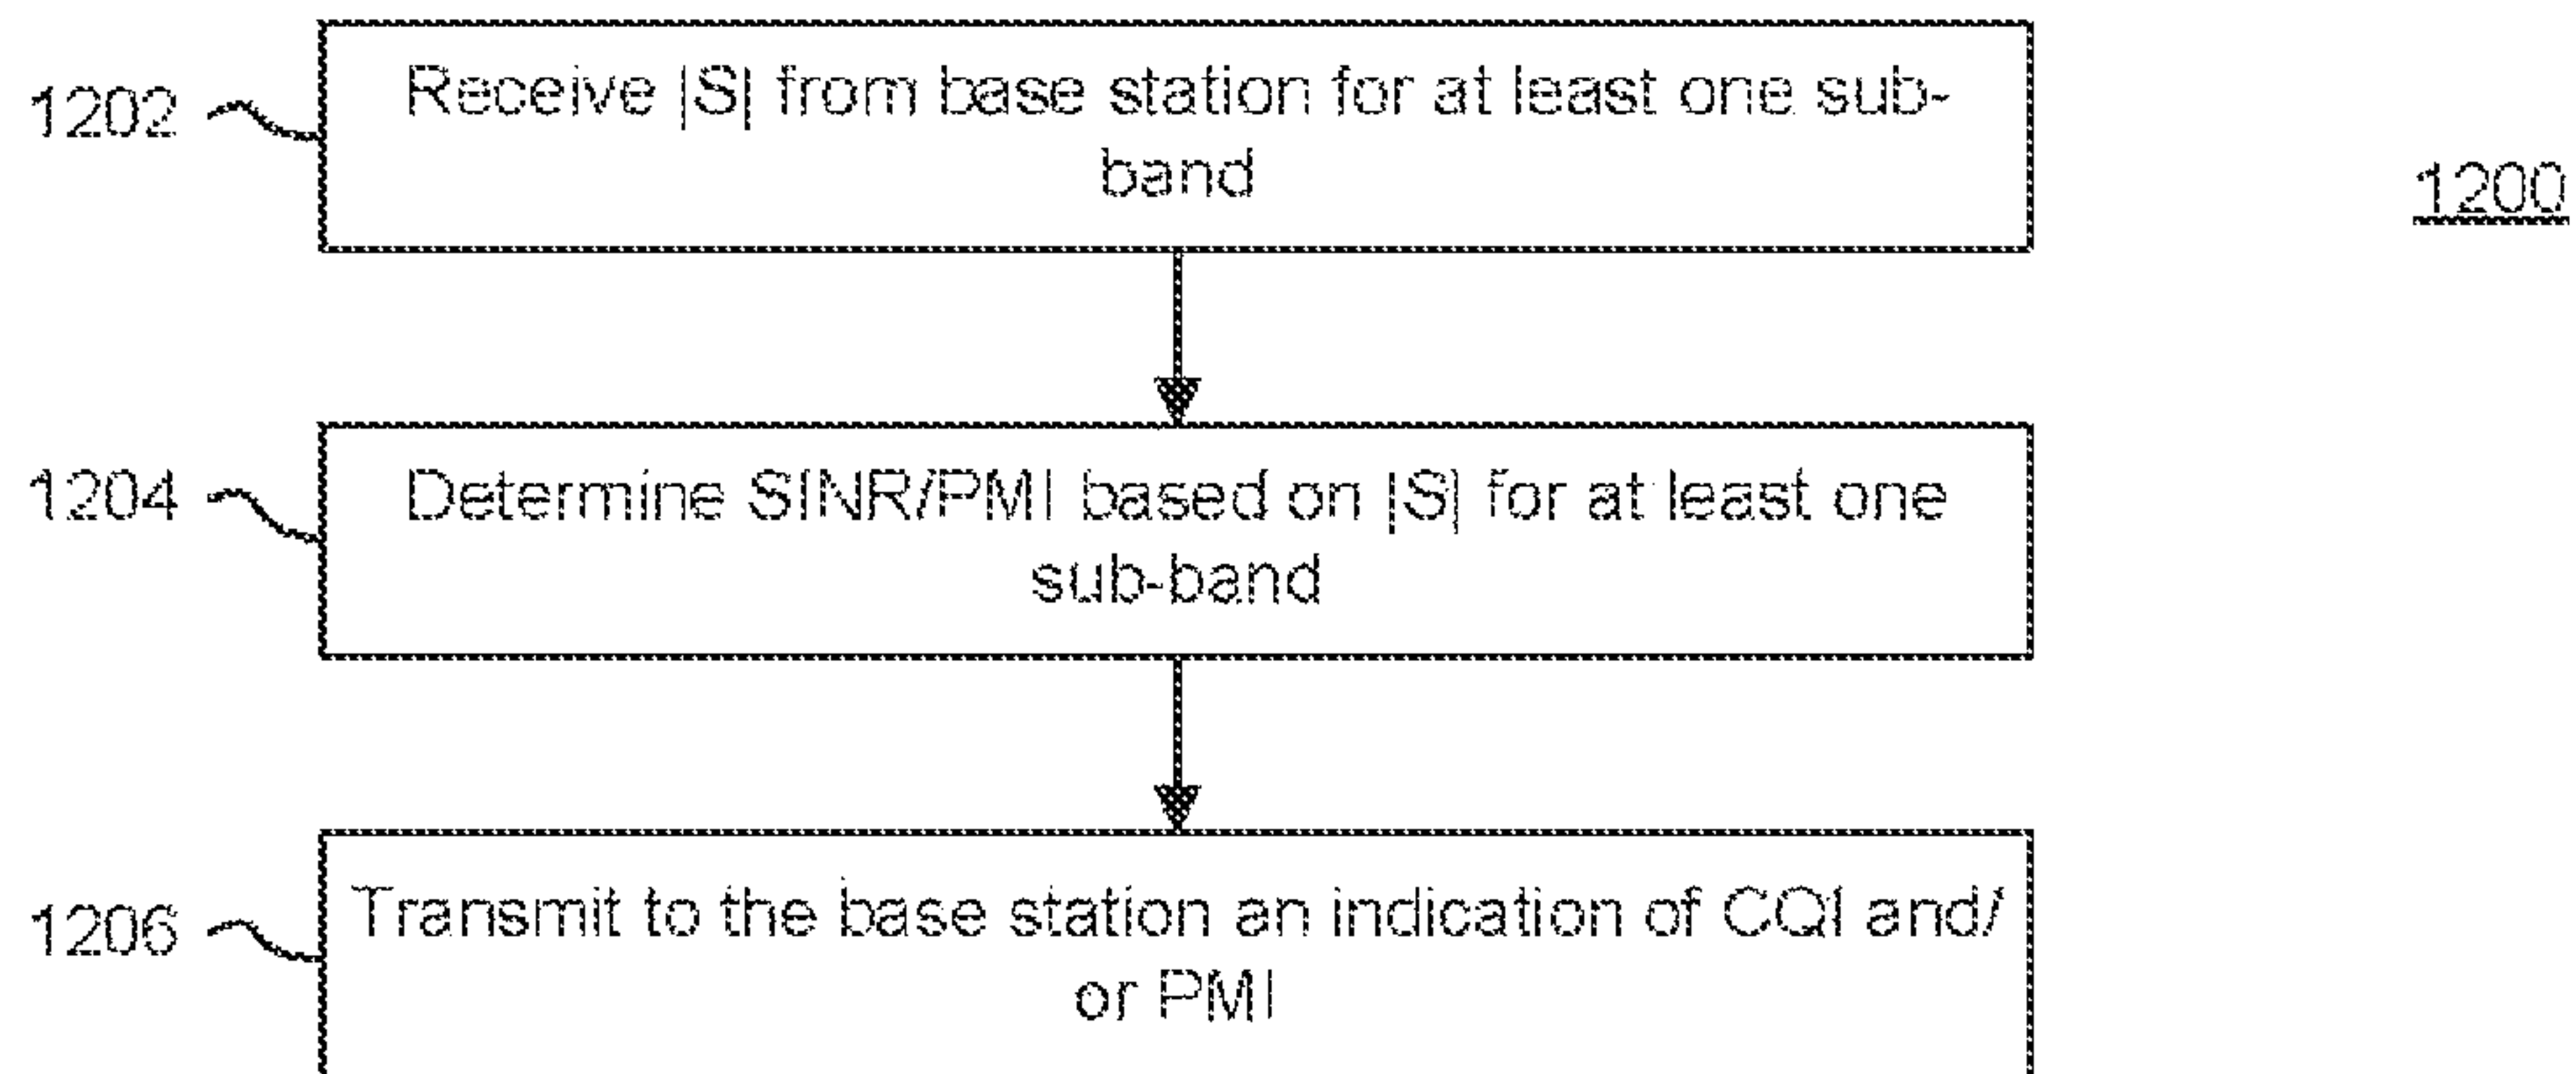 1202
Receive |S| from base station for at least one sub-
band
1200
1204
Determine SINR/PMI based on |S| for at least one
sub-band
1206
Transmit to the base station an indication of CQI and/
or PMI